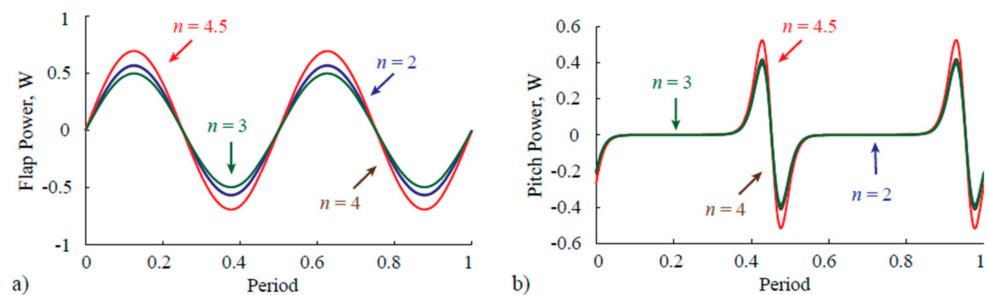 1
0.5
0
-0.5
-1
Flap Power, W
n = 4.5
n = 2
n = 3
n = 4
0 0.2 0.4 0.6 0.8 1
Period
a)
0.6
0.4
0.2
0
-0.2
-0.4
-0.6
Pitch Power, W
n = 4.5
n = 3
n = 4
n = 2
0 0.2 0.4 0.6 0.8 1
Period
b)